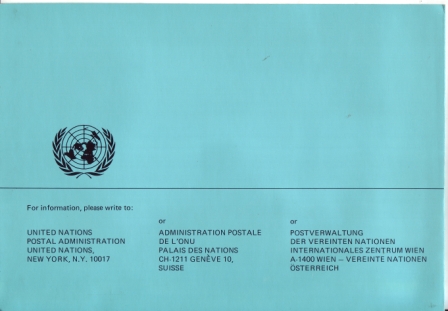 For information, please write to:
UNITED NATIONS
POSTAL ADMINISTRATION
UNITED NATIONS,
NEW YORK, N.Y. 10017
or
ADMINISTRATION POSTALE
DE L'ONU
PALAIS DES NATIONS
CH-1211 GENÈVE 10,
SUISSE
or
POSTVERWALTUNG
DER VEREINTEN NATIONEN
INTERNATIONALES ZENTRUM WIEN
A-1400 WIEN – VEREINTE NATIONEN
ÖSTERREICH